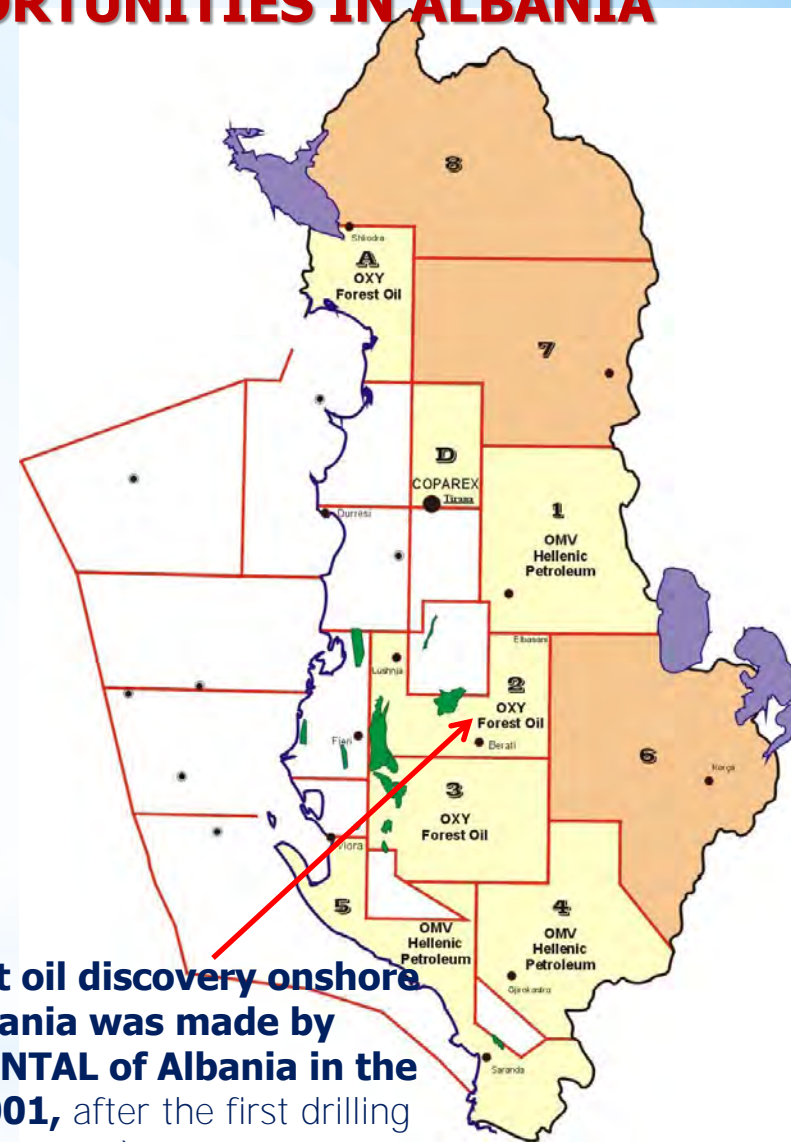 ORTUNITIES IN ALBANIA
8
Shkodra
A
OXY
Forest Oil
7
D
COPAREX
Tirana
Durresi
1
OMV
Hellenic
Petroleum
Elbasani
Lushnja
2
OXY
Forest Oil
Fieri
Berati
6
Korça
3
OXY
Forest Oil
Vlora
5
OMV
Hellenic
Petroleum
4
OMV
Hellenic
Petroleum
Gjirokastra
Saranda
t oil discovery onshore
ania was made by
NTAL of Albania in the
001, after the first drilling